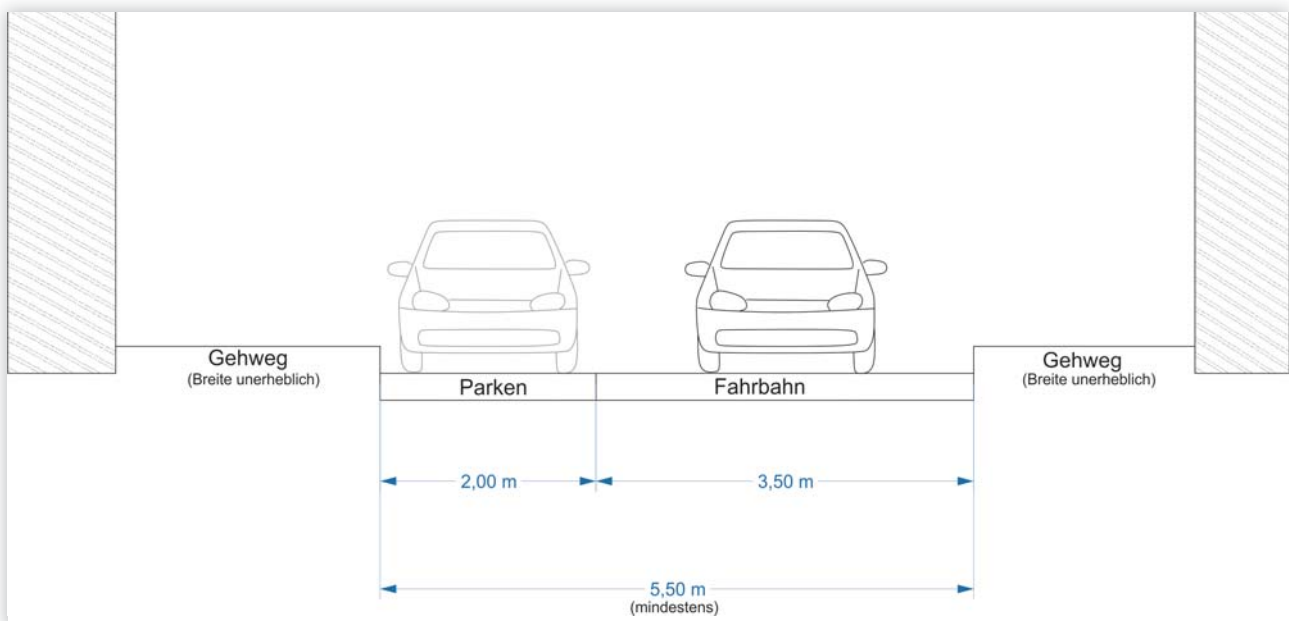 Gehweg
(Breite unerheblich)
Parken
Fahrbahn
Gehweg
(Breite unerheblich)
2,00 m
3,50 m
5,50 m
(mindestens)